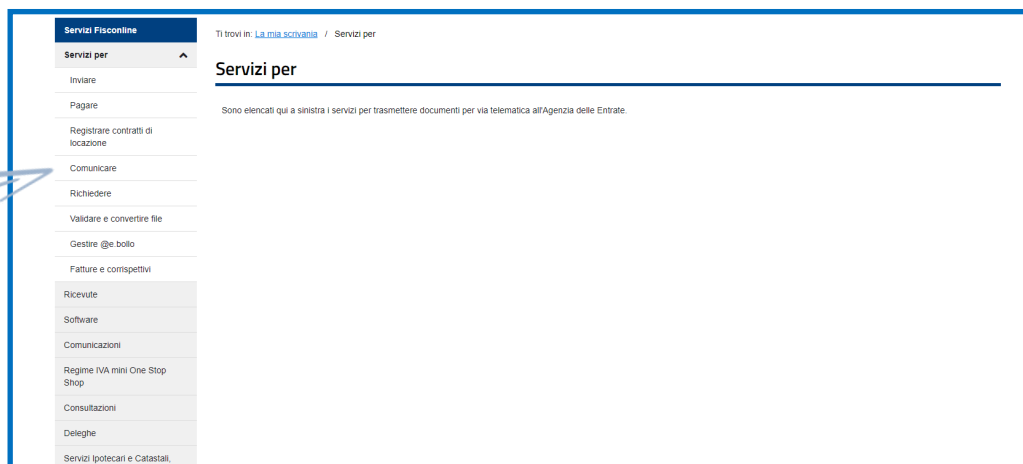 Servizi Fisconline
Servizi per
Inviare
Pagare
Registrare contratti di
locazione
Comunicare
Richiedere
Validare e convertire file
Gestire @e.bollo
Fatture e corrispettivi
Ricevute
Software
Comunicazioni
Regime IVA mini One Stop
Shop
Consultazioni
Deleghe
Servizi Ipotecari e Catastali,
Ti trovi in: La mia scrivania / Servizi per
Servizi per
Sono elencati qui a sinistra i servizi per trasmettere documenti per via telematica all'Agenzia delle Entrate.